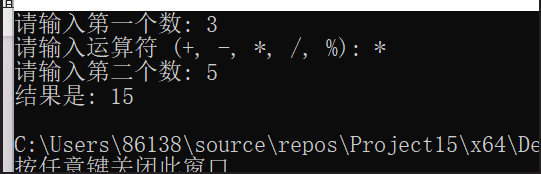 请输入第一个数: 3
请输入运算符 (+, -, *, /, %): *
请输入第二个数: 5
结果是: 15
C:\Users\86138\source\repos\Project15\x64\De
按任意键关闭此窗口